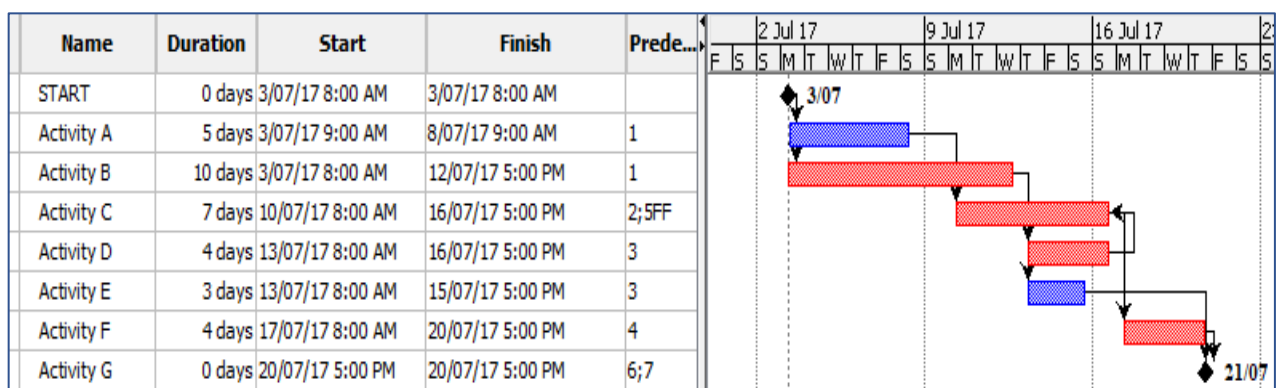 Name Duration Start Finish Prede... 2 Jul 17 9 Jul 17 16 Jul 17 2
F S S M T W T F S S M T W T F S S M T W T F S S
START 0 days 3/07/17 8:00 AM 3/07/17 8:00 AM 3/07
Activity A 5 days 3/07/17 9:00 AM 8/07/17 9:00 AM 1
Activity B 10 days 3/07/17 8:00 AM 12/07/17 5:00 PM 1
Activity C 7 days 10/07/17 8:00 AM 16/07/17 5:00 PM 2;5FF
Activity D 4 days 13/07/17 8:00 AM 16/07/17 5:00 PM 3
Activity E 3 days 13/07/17 8:00 AM 15/07/17 5:00 PM 3
Activity F 4 days 17/07/17 8:00 AM 20/07/17 5:00 PM 4
Activity G 0 days 20/07/17 5:00 PM 20/07/17 5:00 PM 6;7 21/07